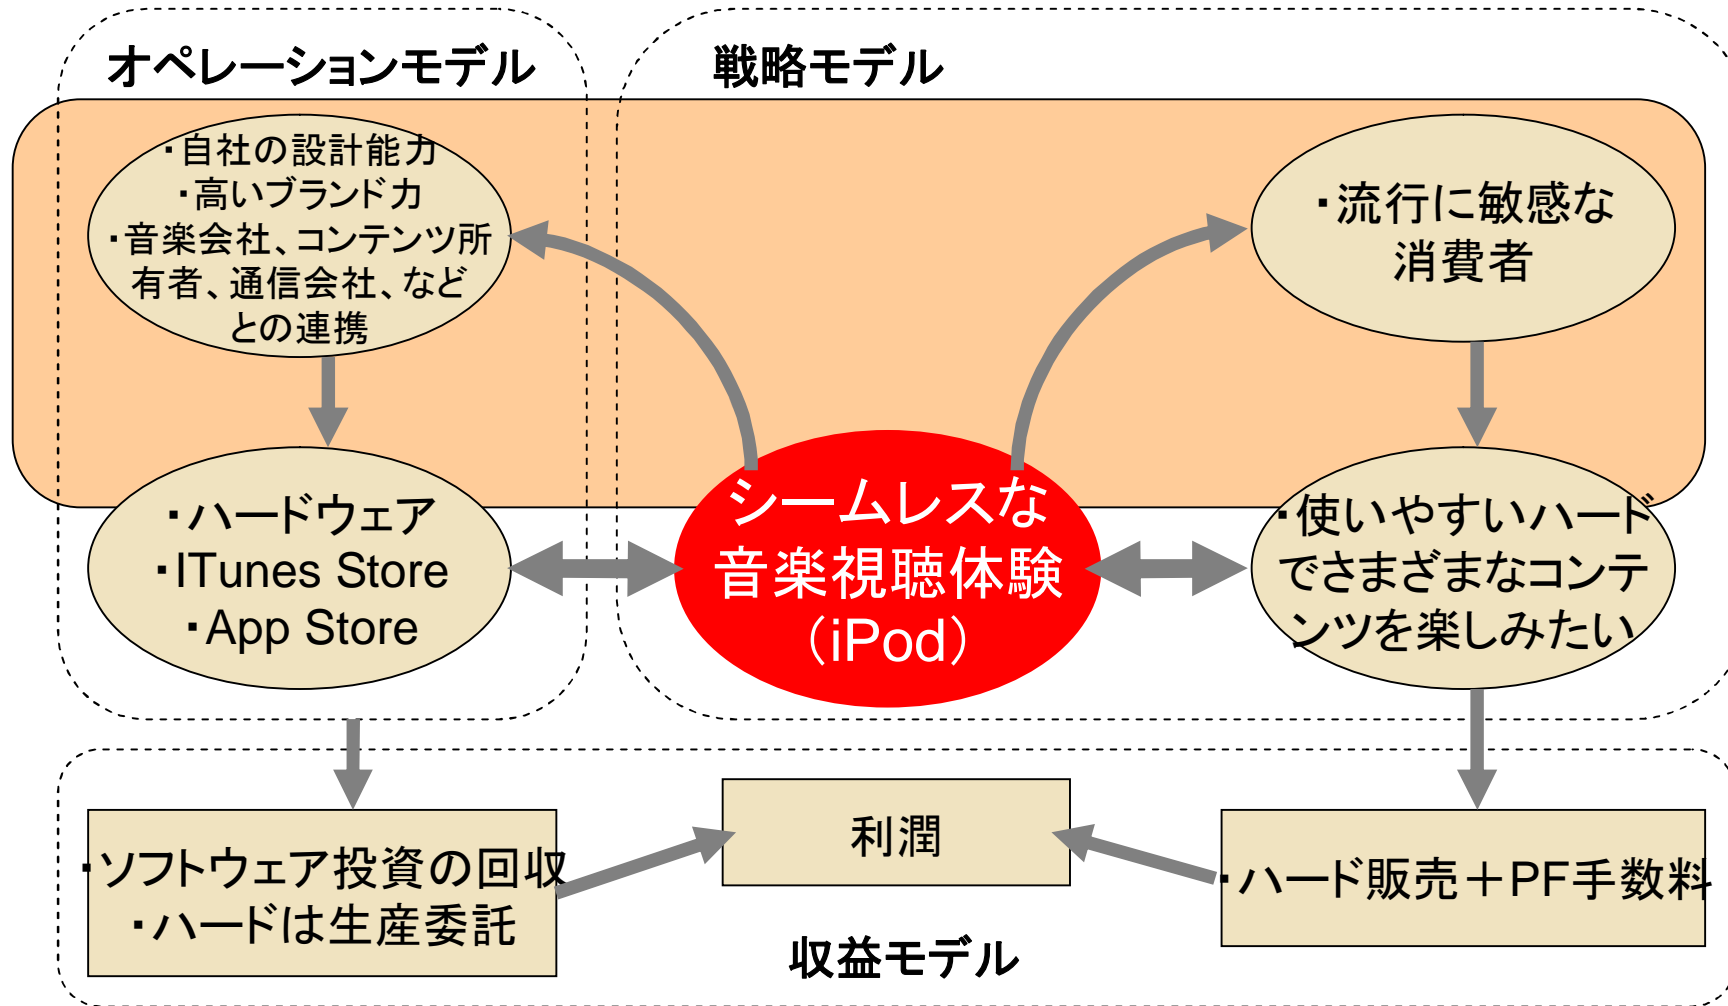 オペレーションモデル
戦略モデル
・自社の設計能力
・高いブランド力
・音楽会社、コンテンツ所
有者、通信会社、など
との連携
・流行に敏感な
消費者
・ハードウェア
・ITunes Store
・App Store
シームレスな
音楽視聴体験
（iPod）
・使いやすいハード
でさまざまなコンテ
ンツを楽しみたい
・ソフトウェア投資の回収
・ハードは生産委託
利潤
・ハード販売＋PF手数料
収益モデル